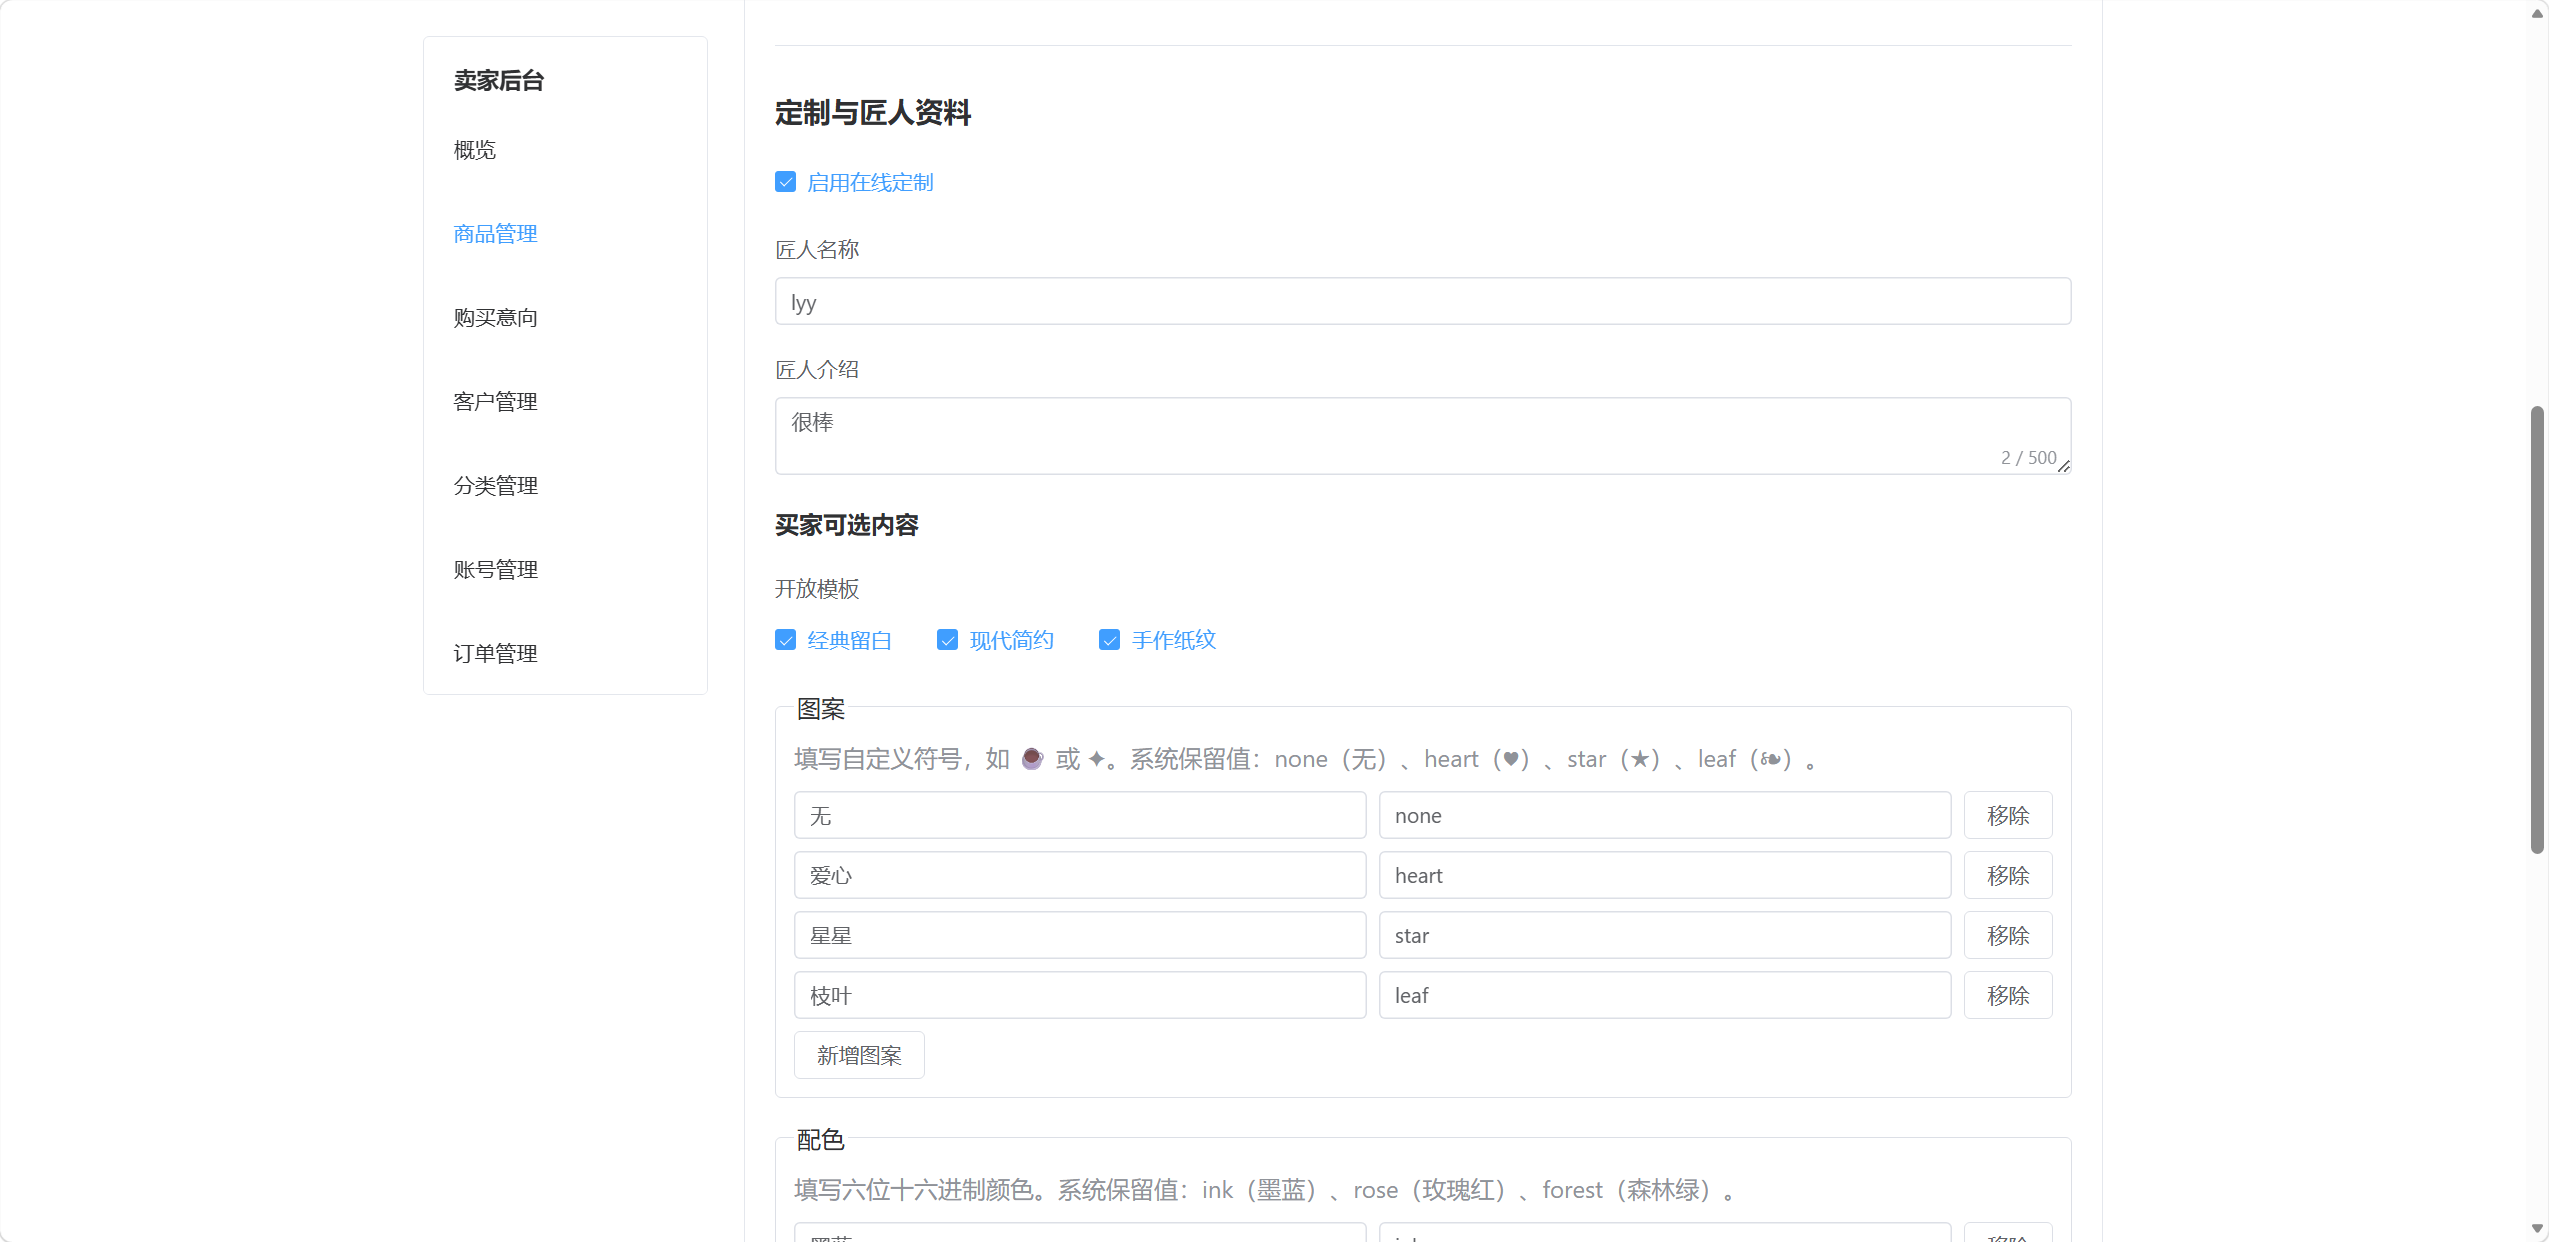 卖家后台
概览
商品管理
购买意向
客户管理
分类管理
账号管理
订单管理
定制与匠人资料
启用在线定制
匠人名称
lyy
匠人介绍
很棒
2 / 500
买家可选内容
开放模板
经典留白 现代简约 手作纸纹
图案
填写自定义符号，如 或 ✦。系统保留值：none（无）、heart（♥）、star（★）、leaf（❧）。
无 none 移除
爱心 heart 移除
星星 star 移除
枝叶 leaf 移除
新增图案
配色
填写六位十六进制颜色。系统保留值：ink（墨蓝）、rose（玫瑰红）、forest（森林绿）。